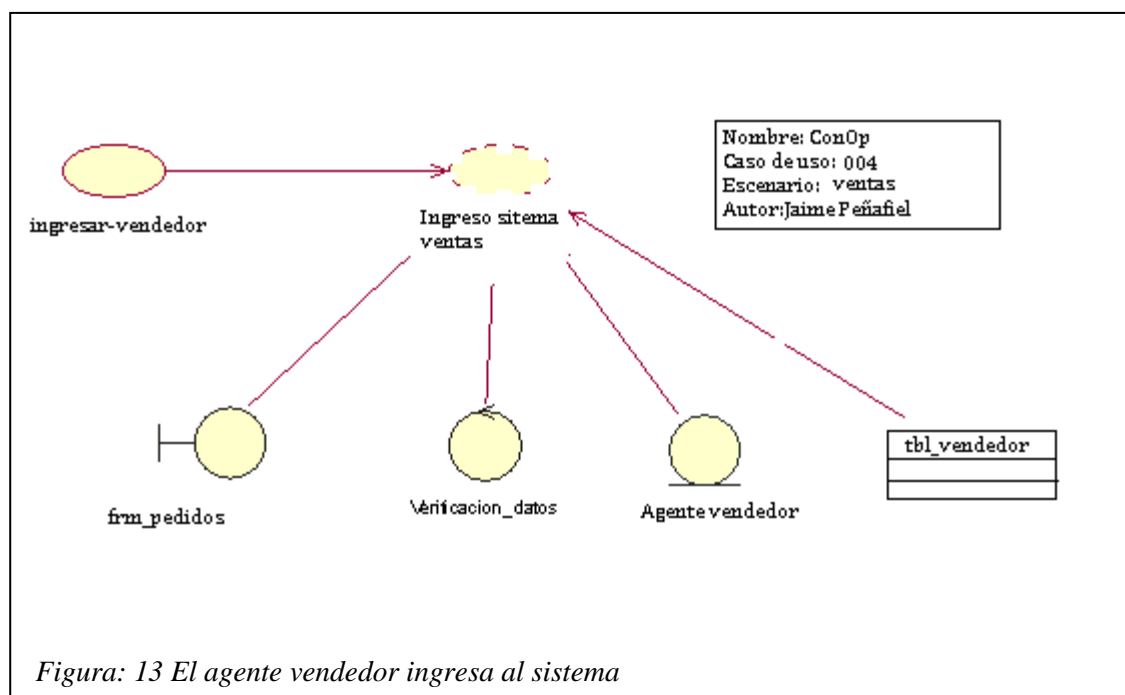 Nombre: ConOp
Caso de uso: 004
Escenario: ventas
Autor:Jaime Peñafiel
ingresar-vendedor
Ingreso sitema
ventas
frm_pedidos
Verificacion_datos
Agente vendedor
tbl_vendedor
Figura: 13 El agente vendedor ingresa al sistema